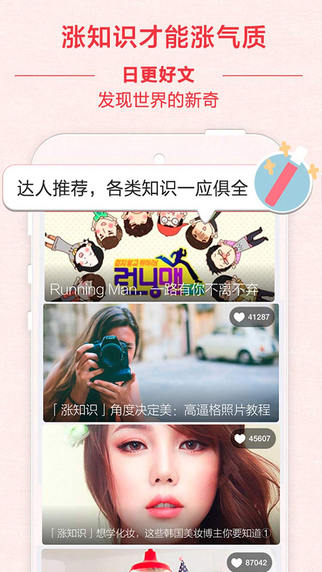 涨知识才能涨气质
日更好文
发现世界的新奇
达人推荐，各类知识一应俱全
런닝맨
Running Man，一路有你不离不弃
41287
「涨知识」角度决定美：高逼格照片教程
45607
「涨知识」想学化妆，这些韩国美妆博主你要知道①
87042